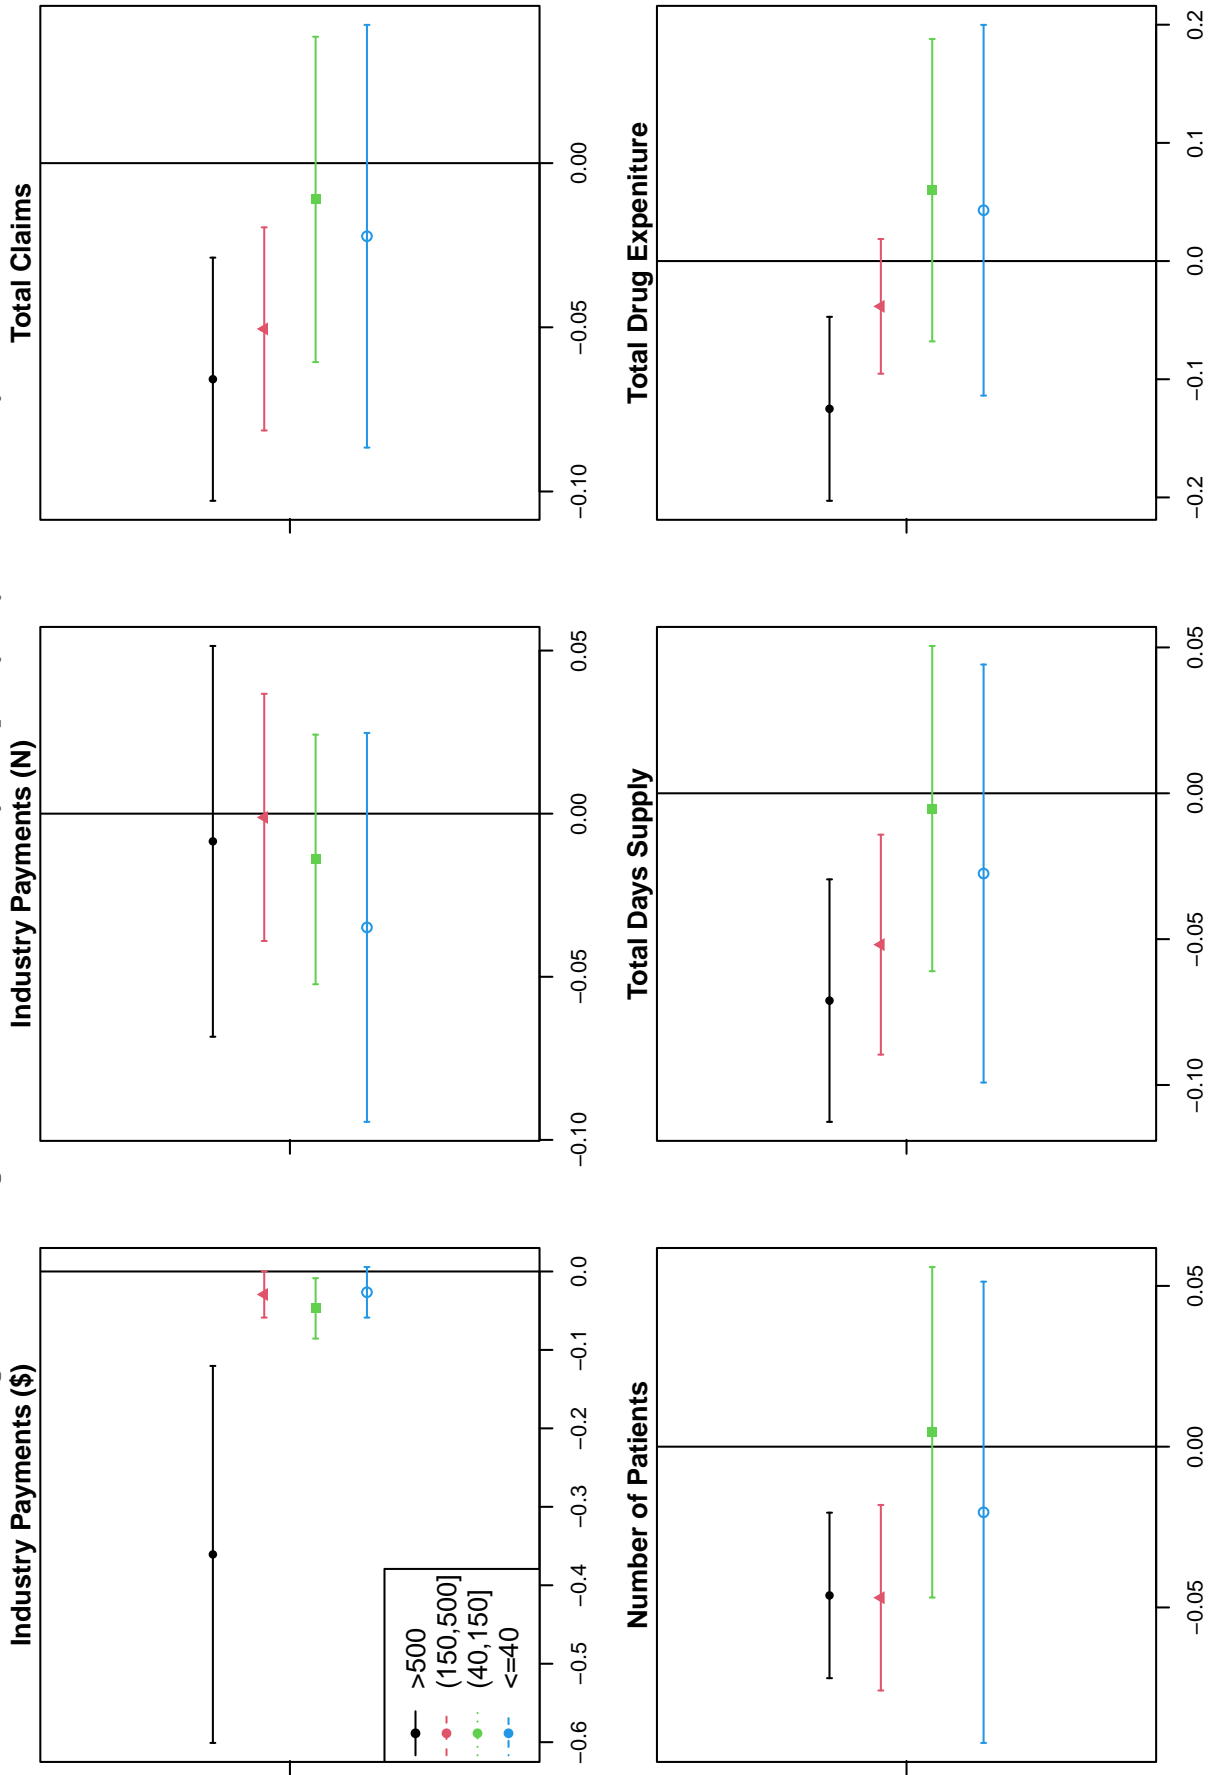 Industry Payments ($)
−0.6 −0.5 −0.4 −0.3 −0.2 −0.1 0.0
>500
(150,500]
(40,150]
<=40
Industry Payments (N)
−0.10 −0.05 0.00 0.05
Total Claims
−0.10 −0.05 0.00
Number of Patients
−0.05 0.00 0.05
Total Days Supply
−0.10 −0.05 0.00 0.05
Total Drug Expeniture
−0.2 −0.1 0.0 0.1 0.2